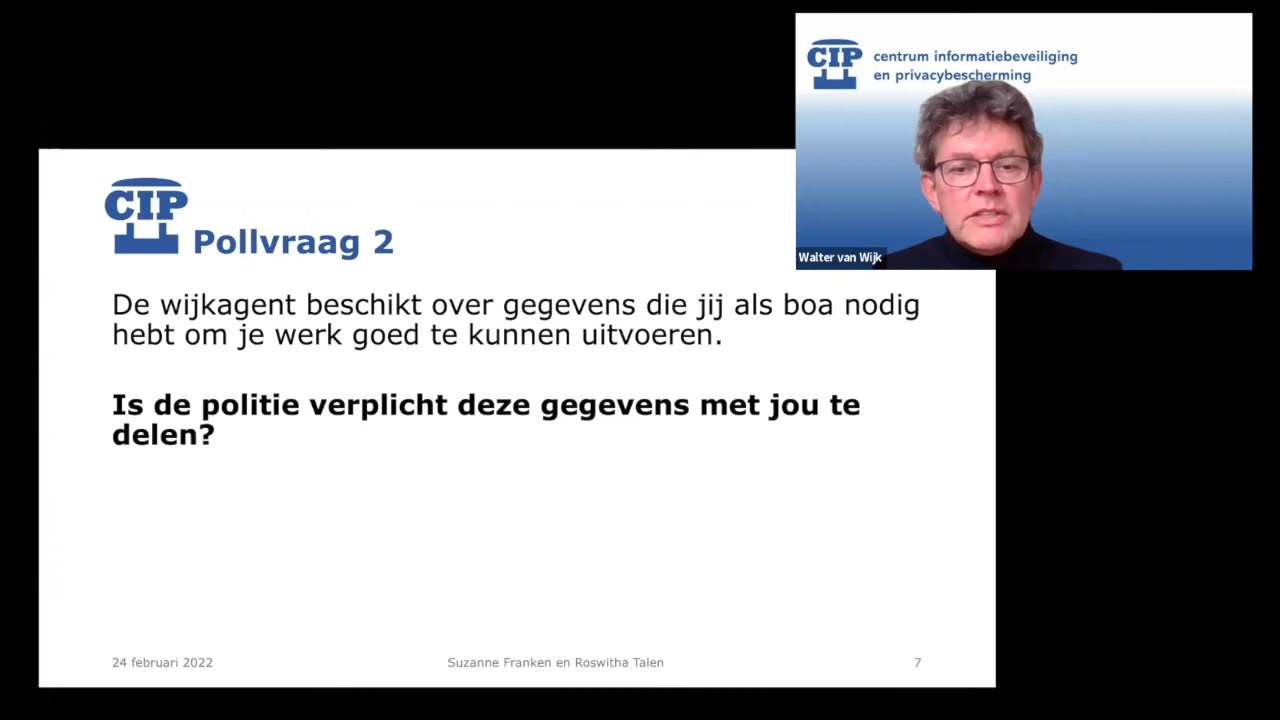 CIP
centrum informatiebeveiliging
en privacybescherming
Walter van Wijk
CIP
Pollvraag 2
De wijkagent beschikt over gegevens die jij als boa nodig
hebt om je werk goed te kunnen uitvoeren.
Is de politie verplicht deze gegevens met jou te
delen?
24 februari 2022
Suzanne Franken en Roswitha Talen
7